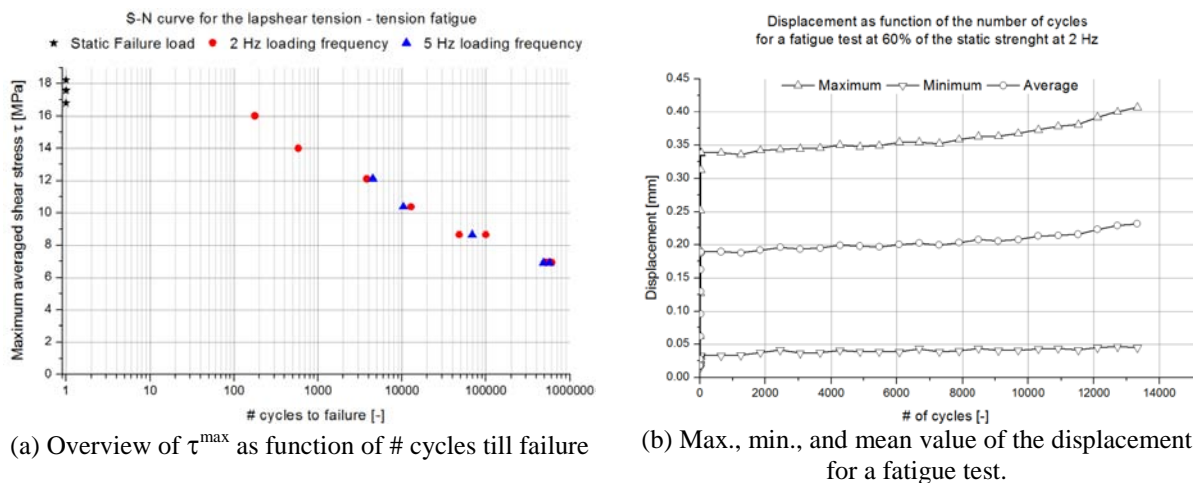 S-N curve for the lapshear tension - tension fatigue
★ Static Failure load ● 2 Hz loading frequency ▲ 5 Hz loading frequency
Maximum averaged shear stress τ [MPa]
18
16
14
12
10
8
6
4
2
0
1 10 100 1000 10000 100000 1000000
# cycles to failure [-]
(a) Overview of τmax as function of # cycles till failure
Displacement as function of the number of cycles
for a fatigue test at 60% of the static strenght at 2 Hz
Maximum Minimum Average
Displacement [mm]
0.45
0.40
0.35
0.30
0.25
0.20
0.15
0.10
0.05
0.00
0 2000 4000 6000 8000 10000 12000 14000
# of cycles [-]
(b) Max., min., and mean value of the displacement
for a fatigue test.